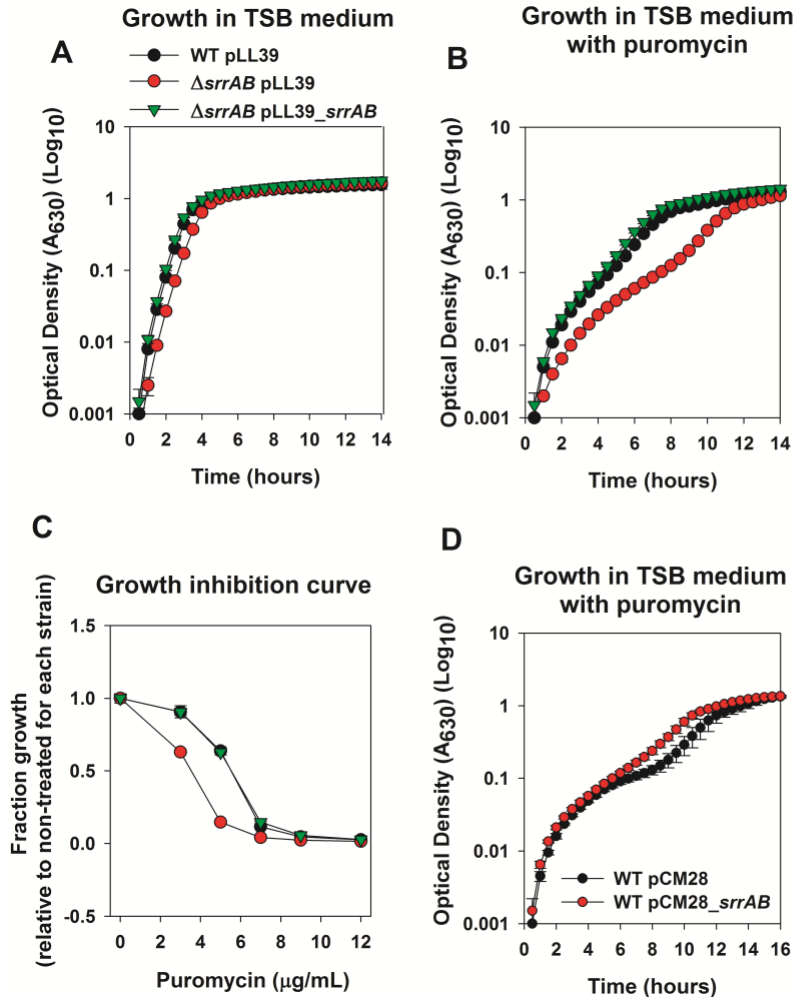 A
Growth in TSB medium
WT pLL39
ΔsrrAB pLL39
ΔsrrAB pLL39_srrAB
Optical Density (A630) (Log10)
10
1
0.1
0.01
0.001
0 2 4 6 8 10 12 14
Time (hours)
B
Growth in TSB medium
with puromycin
Optical Density (A630) (Log10)
10
1
0.1
0.01
0.001
0 2 4 6 8 10 12 14
Time (hours)
C
Growth inhibition curve
Fraction growth
(relative to non-treated for each strain)
1.5
1.0
0.5
0.0
-0.5
0 2 4 6 8 10 12
Puromycin (µg/mL)
D
Growth in TSB medium
with puromycin
Optical Density (A630) (Log10)
10
1
0.1
0.01
0.001
WT pCM28
WT pCM28_srrAB
0 2 4 6 8 10 12 14 16
Time (hours)